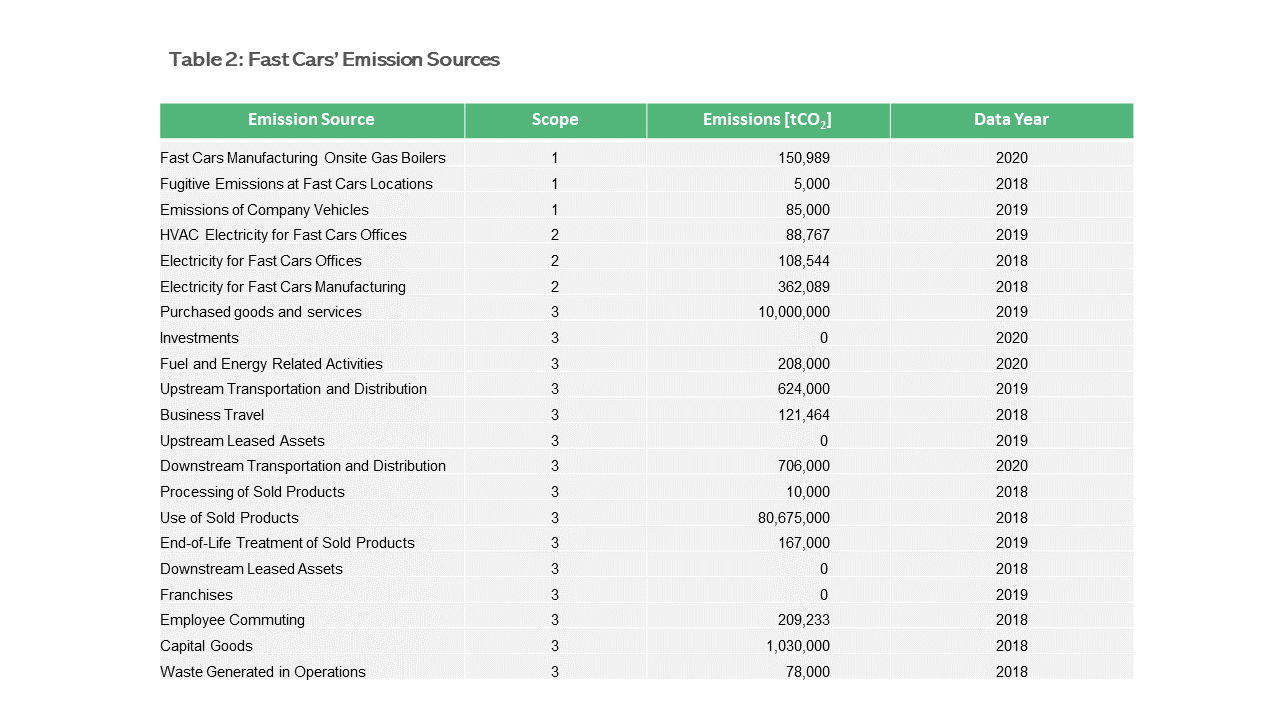 Table 2: Fast Cars’ Emission Sources
Emission Source Scope Emissions [tCO₂] Data Year
Fast Cars Manufacturing Onsite Gas Boilers 1 150,989 2020
Fugitive Emissions at Fast Cars Locations 1 5,000 2018
Emissions of Company Vehicles 1 85,000 2019
HVAC Electricity for Fast Cars Offices 2 88,767 2019
Electricity for Fast Cars Offices 2 108,544 2018
Electricity for Fast Cars Manufacturing 2 362,089 2018
Purchased goods and services 3 10,000,000 2019
Investments 3 0 2020
Fuel and Energy Related Activities 3 208,000 2020
Upstream Transportation and Distribution 3 624,000 2019
Business Travel 3 121,464 2018
Upstream Leased Assets 3 0 2019
Downstream Transportation and Distribution 3 706,000 2020
Processing of Sold Products 3 10,000 2018
Use of Sold Products 3 80,675,000 2018
End-of-Life Treatment of Sold Products 3 167,000 2019
Downstream Leased Assets 3 0 2018
Franchises 3 0 2019
Employee Commuting 3 209,233 2018
Capital Goods 3 1,030,000 2018
Waste Generated in Operations 3 78,000 2018